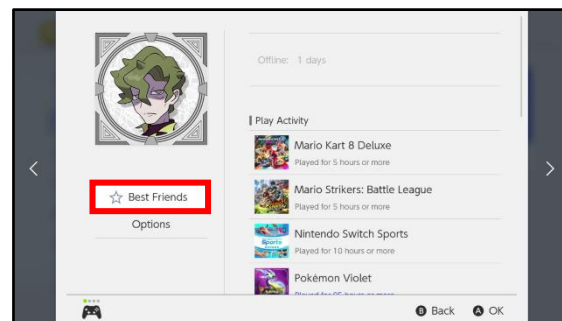 Offline: 1 days
Play Activity
Mario Kart 8 Deluxe
Played for 5 hours or more
Mario Strikers: Battle League
Played for 5 hours or more
☆ Best Friends
Options
Nintendo Switch Sports
Played for 10 hours or more
Pokémon Violet
B Back A OK